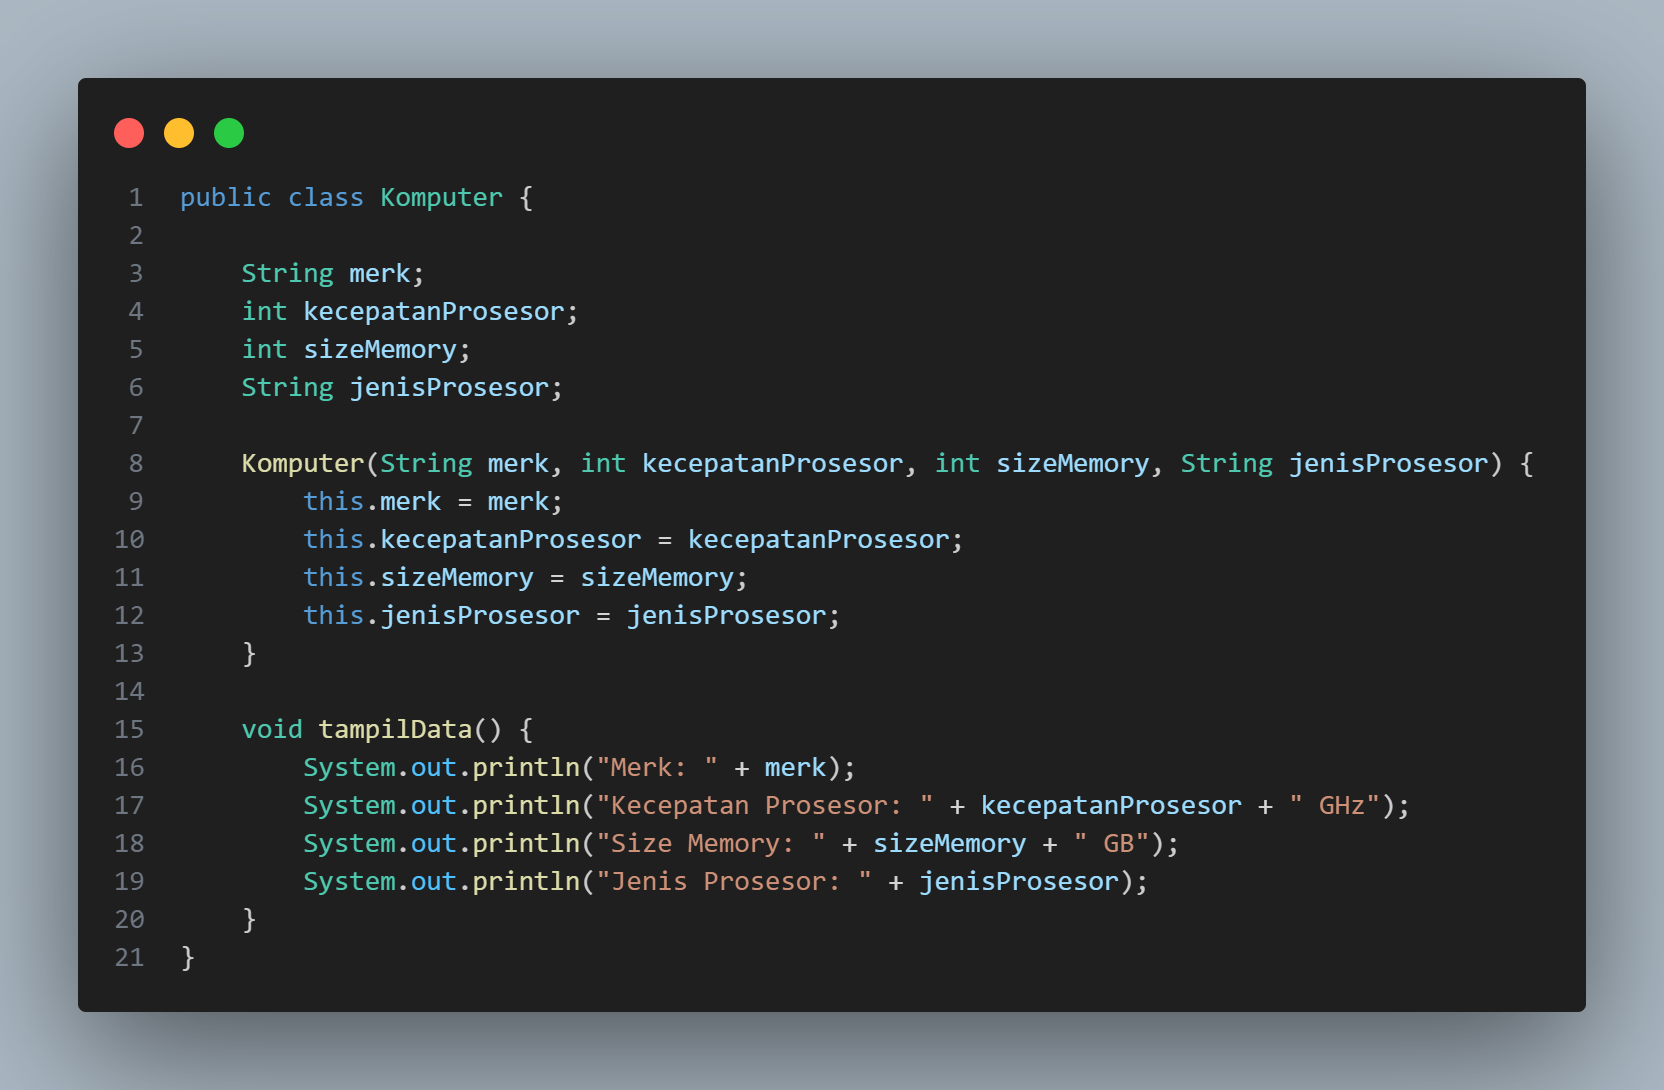 1 public class Komputer {
2
3     String merk;
4     int kecepatanProsesor;
5     int sizeMemory;
6     String jenisProsesor;
7
8     Komputer(String merk, int kecepatanProsesor, int sizeMemory, String jenisProsesor) {
9         this.merk = merk;
10         this.kecepatanProsesor = kecepatanProsesor;
11         this.sizeMemory = sizeMemory;
12         this.jenisProsesor = jenisProsesor;
13     }
14
15     void tampilData() {
16         System.out.println("Merk: " + merk);
17         System.out.println("Kecepatan Prosesor: " + kecepatanProsesor + " GHz");
18         System.out.println("Size Memory: " + sizeMemory + " GB");
19         System.out.println("Jenis Prosesor: " + jenisProsesor);
20     }
21 }